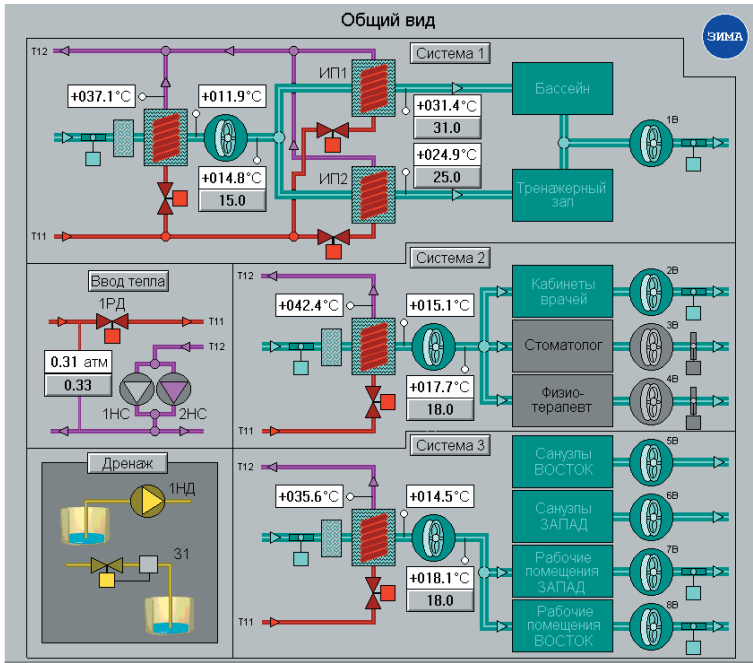 Общий вид
ЗИМА
T12
Система 1
ИП1
+037.1°C
+011.9°C
+031.4°C
31.0
Бассейн
1В
+014.8°C
15.0
ИП2
+024.9°C
25.0
Тренажерный
зал
T11
Ввод тепла
1РД
T11
T12
0.31 атм
0.33
1НС
2НС
Система 2
T12
+042.4°C
+015.1°C
+017.7°C
18.0
T11
Кабинеты
врачей
2В
Стоматолог
3В
Физио-
терапевт
4В
Дренаж
1НД
31
Система 3
T12
+035.6°C
+014.5°C
+018.1°C
18.0
T11
Санузлы
ВОСТОК
5В
Санузлы
ЗАПАД
6В
Рабочие
помещения
ЗАПАД
7В
Рабочие
помещения
ВОСТОК
8В